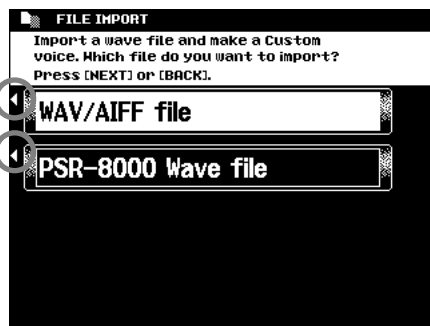 FILE IMPORT
Import a wave file and make a Custom
voice. Which file do you want to import?
Press [NEXT] or [BACK].
WAV/AIFF file
PSR-8000 Wave file